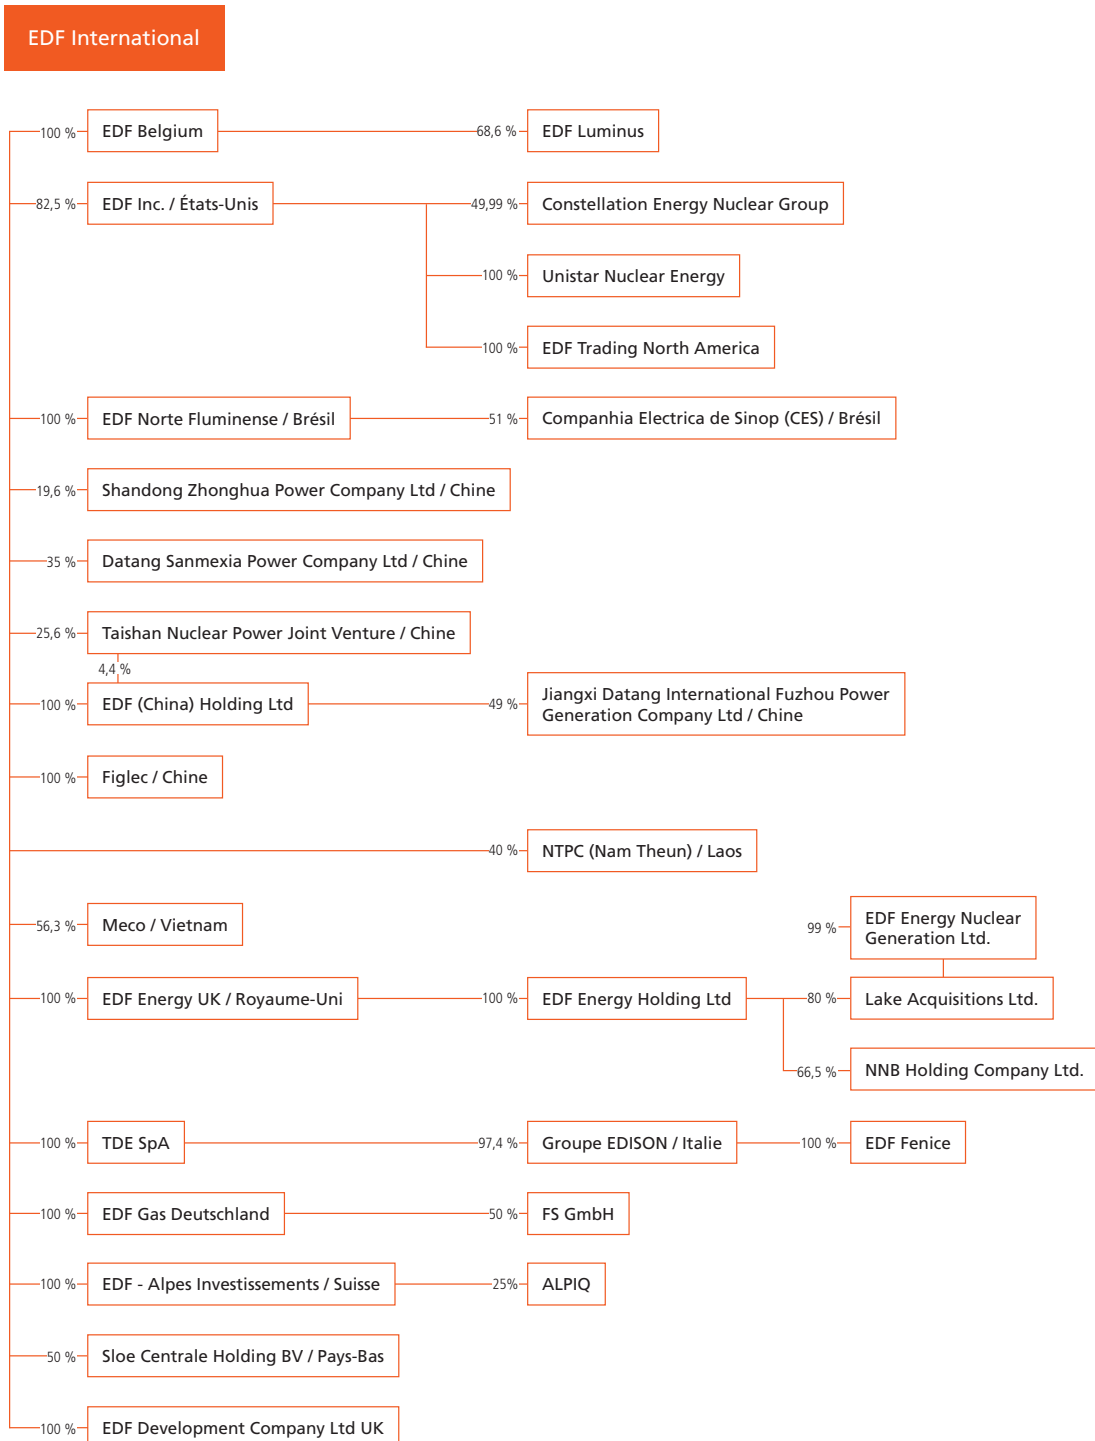 EDF International
100 % EDF Belgium 68,6 % EDF Luminus
82,5 % EDF Inc. / États-Unis 49,99 % Constellation Energy Nuclear Group
100 % Unistar Nuclear Energy
100 % EDF Trading North America
100 % EDF Norte Fluminense / Brésil 51 % Companhia Electrica de Sinop (CES) / Brésil
19,6 % Shandong Zhonghua Power Company Ltd / Chine
35 % Datang Sanmexia Power Company Ltd / Chine
25,6 % Taishan Nuclear Power Joint Venture / Chine
4,4 %
100 % EDF (China) Holding Ltd 49 % Jiangxi Datang International Fuzhou Power
Generation Company Ltd / Chine
100 % Figlec / Chine
40 % NTPC (Nam Theun) / Laos
56,3 % Meco / Vietnam
99 % EDF Energy Nuclear
Generation Ltd.
100 % EDF Energy UK / Royaume-Uni 100 % EDF Energy Holding Ltd 80 % Lake Acquisitions Ltd.
66,5 % NNB Holding Company Ltd.
100 % TDE SpA 97,4 % Groupe EDISON / Italie 100 % EDF Fenice
100 % EDF Gas Deutschland 50 % FS GmbH
100 % EDF - Alpes Investissements / Suisse 25% ALPIQ
50 % Sloe Centrale Holding BV / Pays-Bas
100 % EDF Development Company Ltd UK